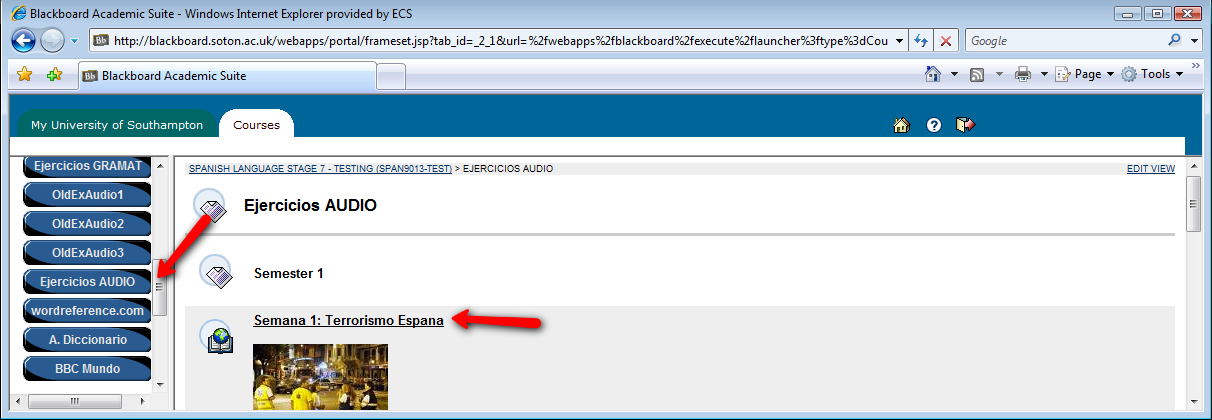 Blackboard Academic Suite - Windows Internet Explorer provided by ECS
http://blackboard.soton.ac.uk/webapps/portal/frameset.jsp?tab_id=_2_1&url=%2fwebapps%2fblackboard%2fexecute%2flauncher%3ftype%3dCou
Google
Bb Blackboard Academic Suite
Page
Tools
My University of Southampton
Courses
Ejercicios GRAMAT
OldExAudio1
OldExAudio2
OldExAudio3
Ejercicios AUDIO
wordreference.com
A. Diccionario
BBC Mundo
SPANISH LANGUAGE STAGE 7 - TESTING (SPAN9013-TEST) > EJERCICIOS AUDIO
EDIT VIEW
Ejercicios AUDIO
Semester 1
Semana 1: Terrorismo Espana